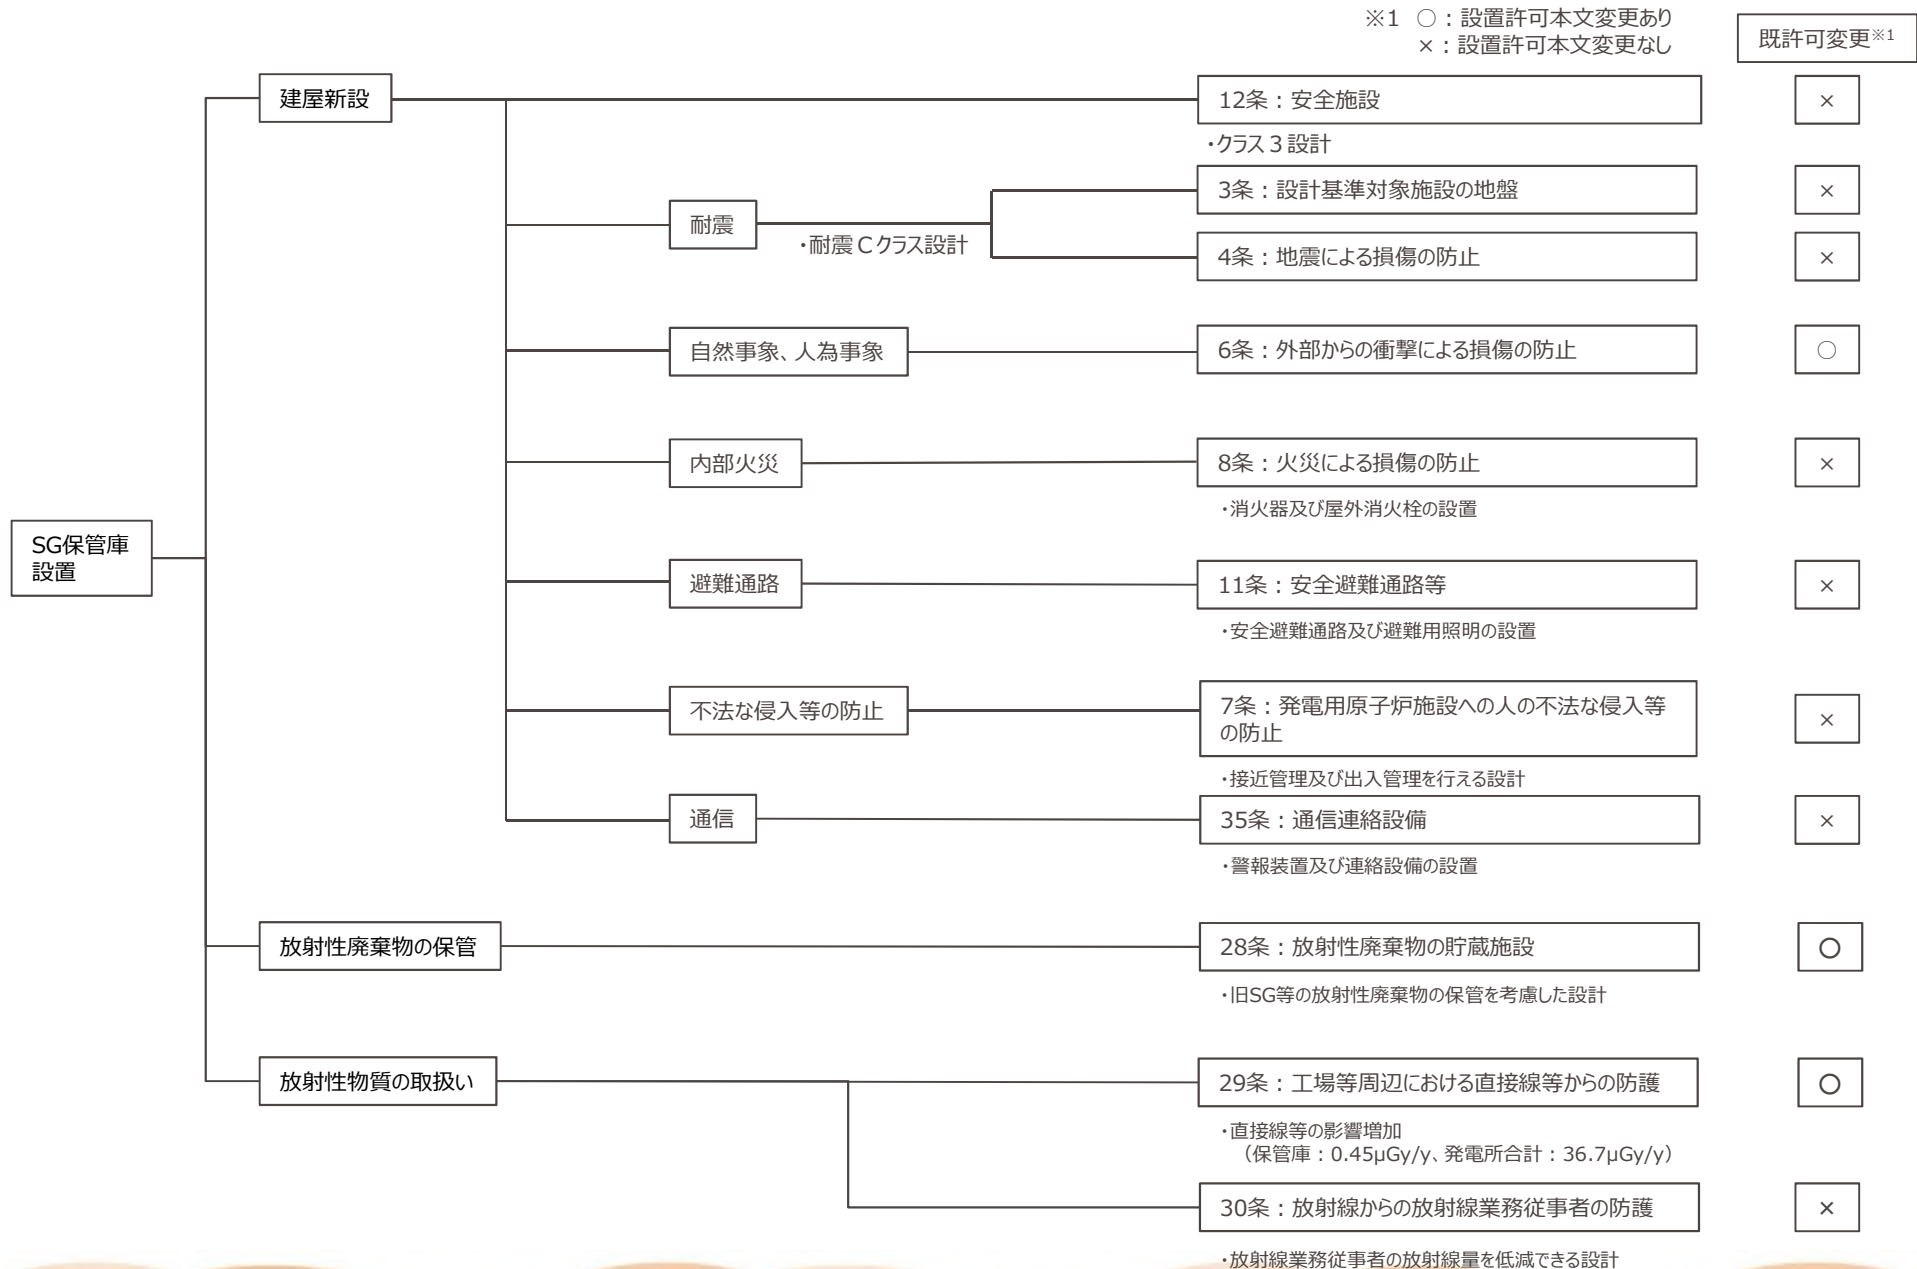 ※1 ○：設置許可本文変更あり
×：設置許可本文変更なし
既許可変更※1
建屋新設
12条：安全施設
×
・クラス３設計
3条：設計基準対象施設の地盤
×
耐震
・耐震Ｃクラス設計
4条：地震による損傷の防止
×
自然事象、人為事象
6条：外部からの衝撃による損傷の防止
○
内部火災
8条：火災による損傷の防止
×
・消火器及び屋外消火栓の設置
SG保管庫
設置
避難通路
11条：安全避難通路等
×
・安全避難通路及び避難用照明の設置
不法な侵入等の防止
7条：発電用原子炉施設への人の不法な侵入等
の防止
×
・接近管理及び出入管理を行える設計
通信
35条：通信連絡設備
×
・警報装置及び連絡設備の設置
放射性廃棄物の保管
28条：放射性廃棄物の貯蔵施設
○
・旧SG等の放射性廃棄物の保管を考慮した設計
放射性物質の取扱い
29条：工場等周辺における直接線等からの防護
○
・直接線等の影響増加
（保管庫：0.45μGy/y、発電所合計：36.7μGy/y）
30条：放射線からの放射線業務従事者の防護
×
・放射線業務従事者の放射線量を低減できる設計